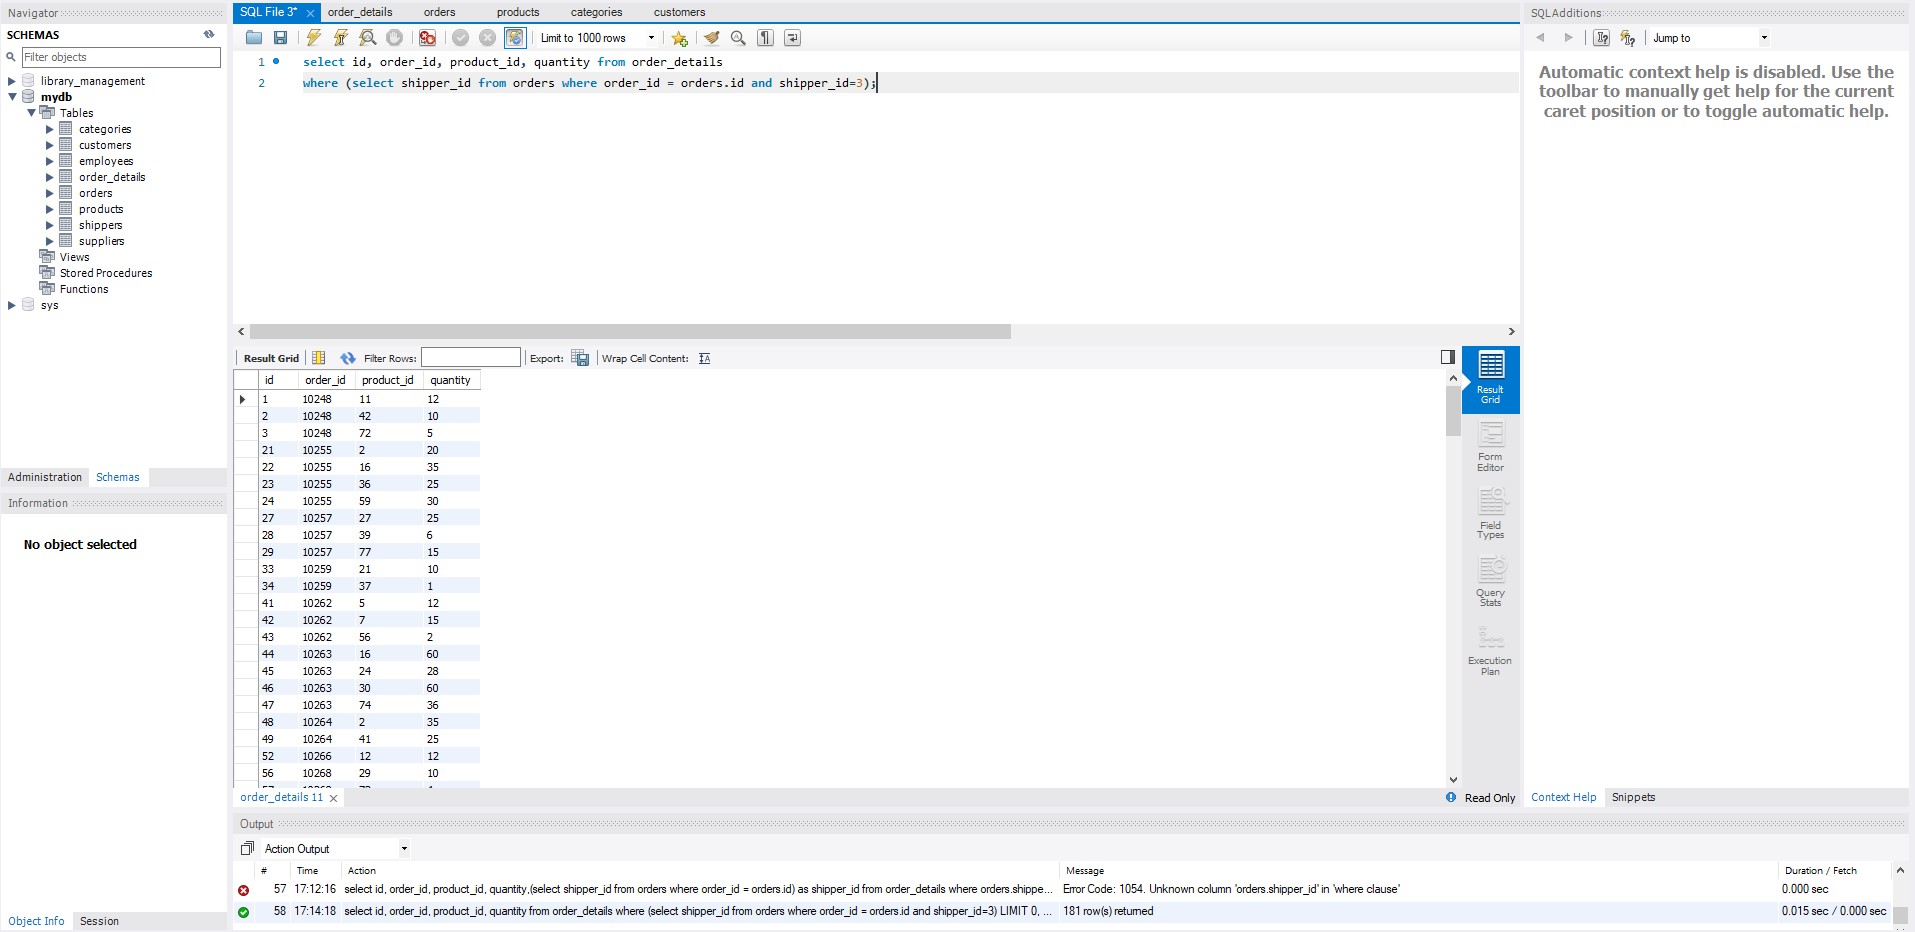 Navigator
SCHEMAS
Filter objects
library_management
mydb
Tables
categories
customers
employees
order_details
orders
products
shippers
suppliers
Views
Stored Procedures
Functions
sys
Administration Schemas
Information
No object selected
Object Info Session
SQL File 3* order_details orders products categories customers
Limit to 1000 rows
1 select id, order_id, product_id, quantity from order_details
2 where (select shipper_id from orders where order_id = orders.id and shipper_id=3);
Result Grid Filter Rows: Export: Wrap Cell Content:
id order_id product_id quantity
1 10248 11 12
2 10248 42 10
3 10248 72 5
21 10255 2 20
22 10255 16 35
23 10255 36 25
24 10255 59 30
27 10257 27 25
28 10257 39 6
29 10257 77 15
33 10259 21 10
34 10259 37 1
41 10262 5 12
42 10262 7 15
43 10262 56 2
44 10263 16 60
45 10263 24 28
46 10263 30 60
47 10263 74 36
48 10264 2 35
49 10264 41 25
52 10266 12 12
56 10268 29 10
Result
Grid
Form
Editor
Field
Types
Query
Stats
Execution
Plan
order_details 11 Read Only
Output
Action Output
# Time Action Message Duration / Fetch
57 17:12:16 select id, order_id, product_id, quantity,(select shipper_id from orders where order_id = orders.id) as shipper_id from order_details where orders.shippe... Error Code: 1054. Unknown column 'orders.shipper_id' in 'where clause' 0.000 sec
58 17:14:18 select id, order_id, product_id, quantity from order_details where (select shipper_id from orders where order_id = orders.id and shipper_id=3) LIMIT 0, ... 181 row(s) returned 0.015 sec / 0.000 sec
SQLAdditions
Jump to
Automatic context help is disabled. Use the
toolbar to manually get help for the current
caret position or to toggle automatic help.
Context Help Snippets